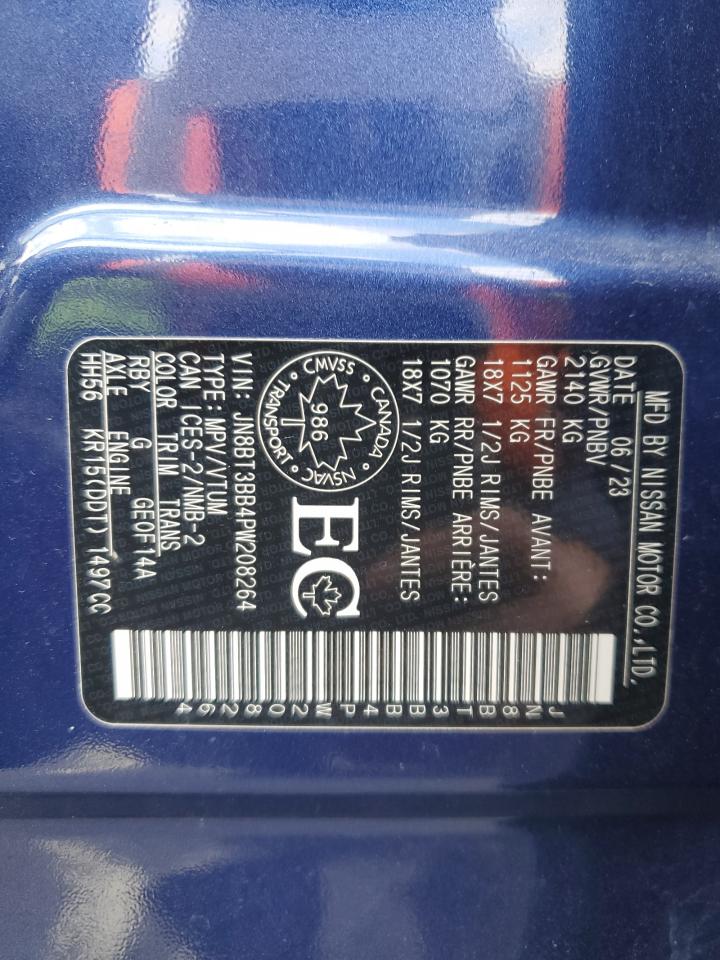 MFD BY NISSAN MOTOR CO.,LTD.
DATE 06/23
GVWR/PNBV
2140 KG
GAWR FR/PNBE AVANT:
1125 KG
18X7 1/2J RIMS/JANTES
GAWR RR/PNBE ARRIÈRE:
1070 KG
18X7 1/2J RIMS/JANTES
CMVSS • CANADA • NSVAC • TRANSPORT •
986
EC
VIN: JN8BT3BB4PW208264
TYPE: MPV/VTUM
CAN ICES-2/NMB-2
COLOR TRIM TRANS
RBY G GEOF14A
AXLE ENGINE
HH56 KR15(DDT) 1497CC
JN8BT3BB4PW208264